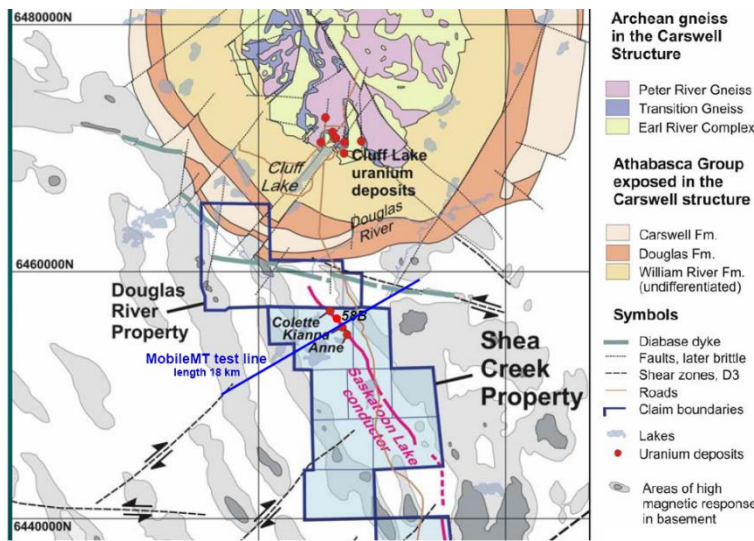 6480000N
Cluff
Lake
Cluff Lake
uranium
deposits
Douglas
River
6460000N
Douglas
River
Property
Colette
58B
Kianna
Anne
MobileMT test line
length 18 km
Shea
Creek
Property
Saskatoon Lake
conductor
6440000N
Archean gneiss
in the Carswell
Structure
Peter River Gneiss
Transition Gneiss
Earl River Complex
Athabasca Group
exposed in the
Carswell structure
Carswell Fm.
Douglas Fm.
William River Fm.
(undifferentiated)
Symbols
Diabase dyke
Faults, later brittle
Shear zones, D3
Roads
Claim boundaries
Lakes
Uranium deposits
Areas of high
magnetic response
in basement